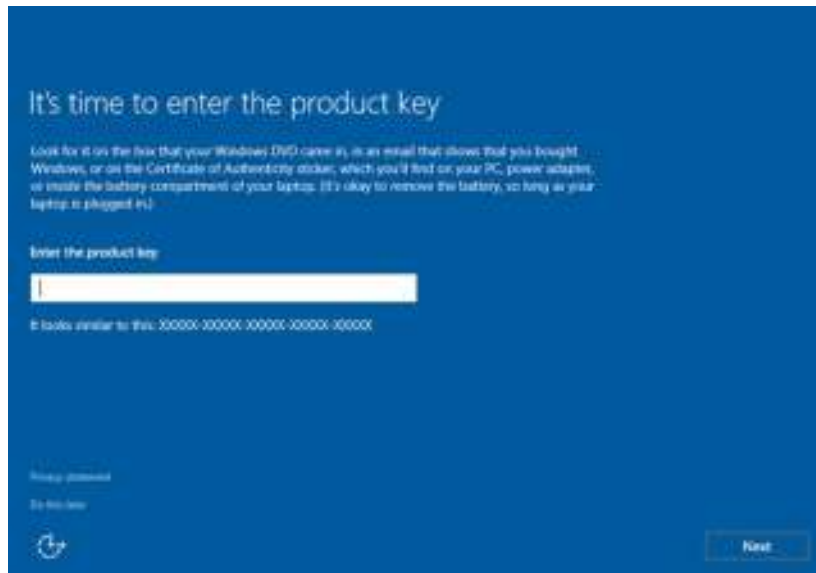 It's time to enter the product key
Look for it on the box that your Windows DVD came in, in an email that shows that you bought
Windows, or on the Certificate of Authenticity sticker, which you'll find on your PC, power adapter,
or inside the battery compartment of your laptop. (It's okay to remove the battery, so long as your
laptop is plugged in.)
Enter the product key
It looks similar to this: XXXXX-XXXXX-XXXXX-XXXXX-XXXXX
Privacy statement
Do this later
Next